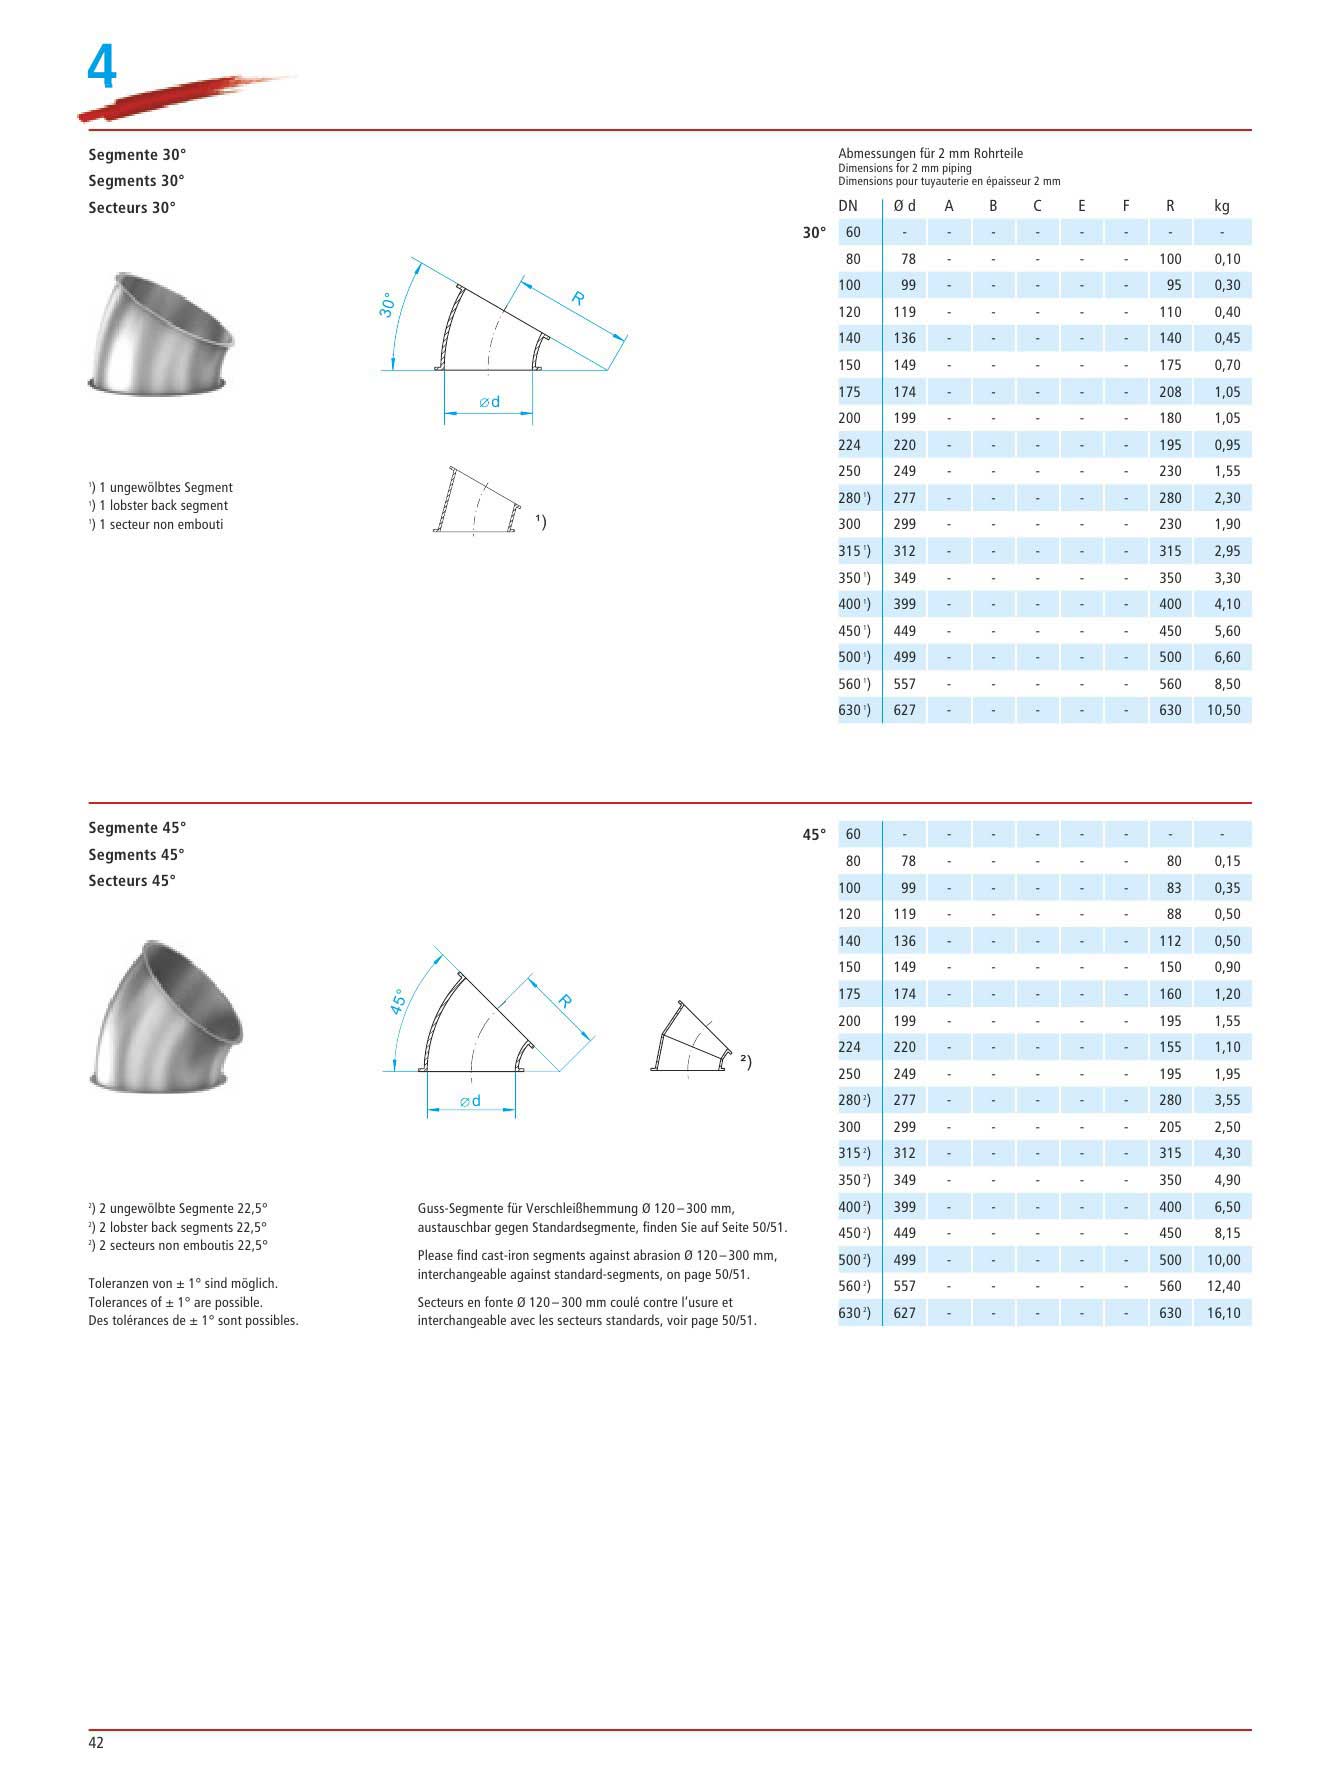 4
Segmente 30°
Segments 30°
Secteurs 30°
30°
R
⌀d
¹)
¹) 1 ungewölbtes Segment
¹) 1 lobster back segment
¹) 1 secteur non embouti
Abmessungen für 2 mm Rohrteile
Dimensions for 2 mm piping
Dimensions pour tuyauterie en épaisseur 2 mm
DN Ø d A B C E F R kg
30° 60 - - - - - - - -
80 78 - - - - - 100 0,10
100 99 - - - - - 95 0,30
120 119 - - - - - 110 0,40
140 136 - - - - - 140 0,45
150 149 - - - - - 175 0,70
175 174 - - - - - 208 1,05
200 199 - - - - - 180 1,05
224 220 - - - - - 195 0,95
250 249 - - - - - 230 1,55
280 ¹) 277 - - - - - 280 2,30
300 299 - - - - - 230 1,90
315 ¹) 312 - - - - - 315 2,95
350 ¹) 349 - - - - - 350 3,30
400 ¹) 399 - - - - - 400 4,10
450 ¹) 449 - - - - - 450 5,60
500 ¹) 499 - - - - - 500 6,60
560 ¹) 557 - - - - - 560 8,50
630 ¹) 627 - - - - - 630 10,50
Segmente 45°
Segments 45°
Secteurs 45°
45°
R
⌀d
²)
²) 2 ungewölbte Segmente 22,5°
²) 2 lobster back segments 22,5°
²) 2 secteurs non emboutis 22,5°
Toleranzen von ± 1° sind möglich.
Tolerances of ± 1° are possible.
Des tolérances de ± 1° sont possibles.
Guss-Segmente für Verschleißhemmung Ø 120–300 mm,
austauschbar gegen Standardsegmente, finden Sie auf Seite 50/51.
Please find cast-iron segments against abrasion Ø 120–300 mm,
interchangeable against standard-segments, on page 50/51.
Secteurs en fonte Ø 120–300 mm coulé contre l'usure et
interchangeable avec les secteurs standards, voir page 50/51.
45° 60 - - - - - - - -
80 78 - - - - - 80 0,15
100 99 - - - - - 83 0,35
120 119 - - - - - 88 0,50
140 136 - - - - - 112 0,50
150 149 - - - - - 150 0,90
175 174 - - - - - 160 1,20
200 199 - - - - - 195 1,55
224 220 - - - - - 155 1,10
250 249 - - - - - 195 1,95
280 ²) 277 - - - - - 280 3,55
300 299 - - - - - 205 2,50
315 ²) 312 - - - - - 315 4,30
350 ²) 349 - - - - - 350 4,90
400 ²) 399 - - - - - 400 6,50
450 ²) 449 - - - - - 450 8,15
500 ²) 499 - - - - - 500 10,00
560 ²) 557 - - - - - 560 12,40
630 ²) 627 - - - - - 630 16,10
42